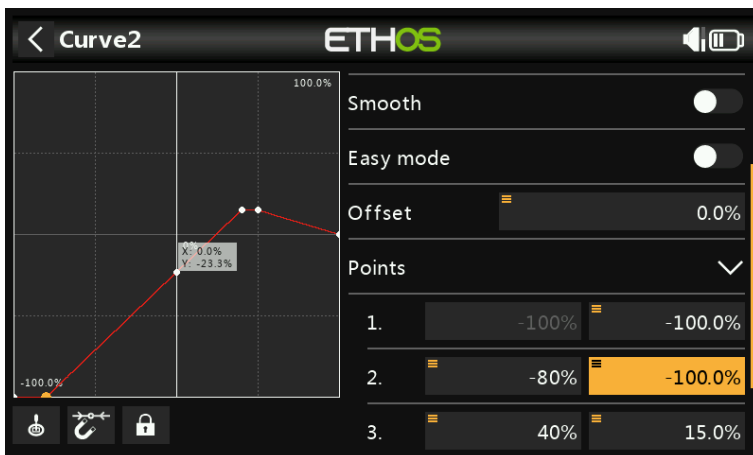 Curve2
ETHOS
100.0%
0%
X: 0.0%
Y: -23.3%
-100.0%
Smooth
Easy mode
Offset 0.0%
Points
1. -100% -100.0%
2. -80% -100.0%
3. 40% 15.0%